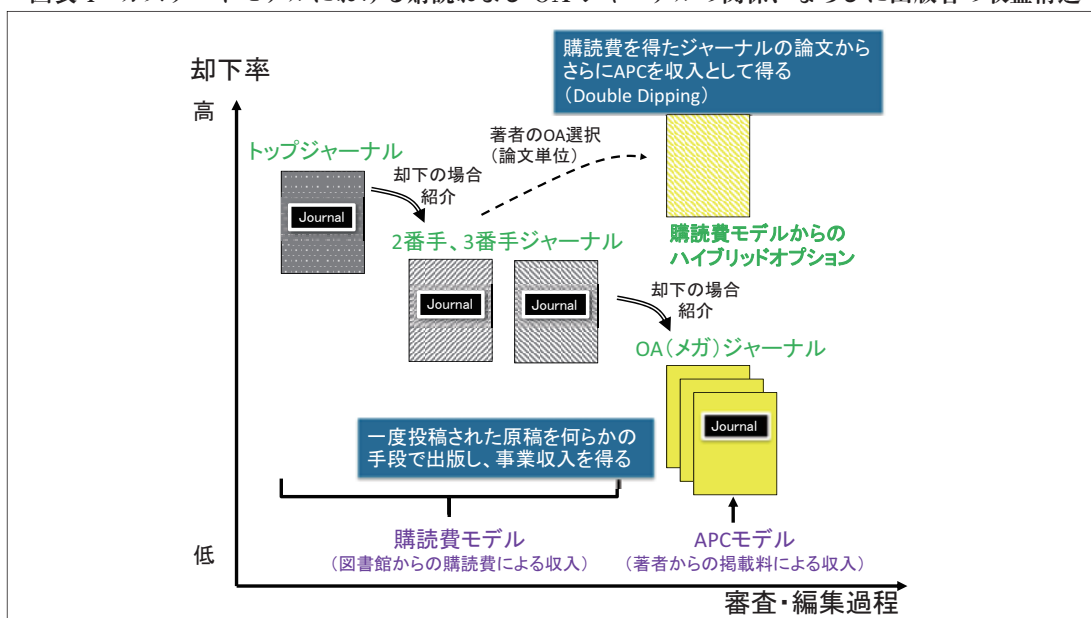 購読費を得たジャーナルの論文から
さらにAPCを収入として得る
（Double Dipping）
却下率
高
トップジャーナル
却下の場合
紹介
著者のOA選択
（論文単位）
Journal
2番手、3番手ジャーナル
購読費モデルからの
ハイブリッドオプション
Journal
Journal
却下の場合
紹介
OA（メガ）ジャーナル
Journal
一度投稿された原稿を何らかの
手段で出版し、事業収入を得る
低
購読費モデル
（図書館からの購読費による収入）
APCモデル
（著者からの掲載料による収入）
審査・編集過程